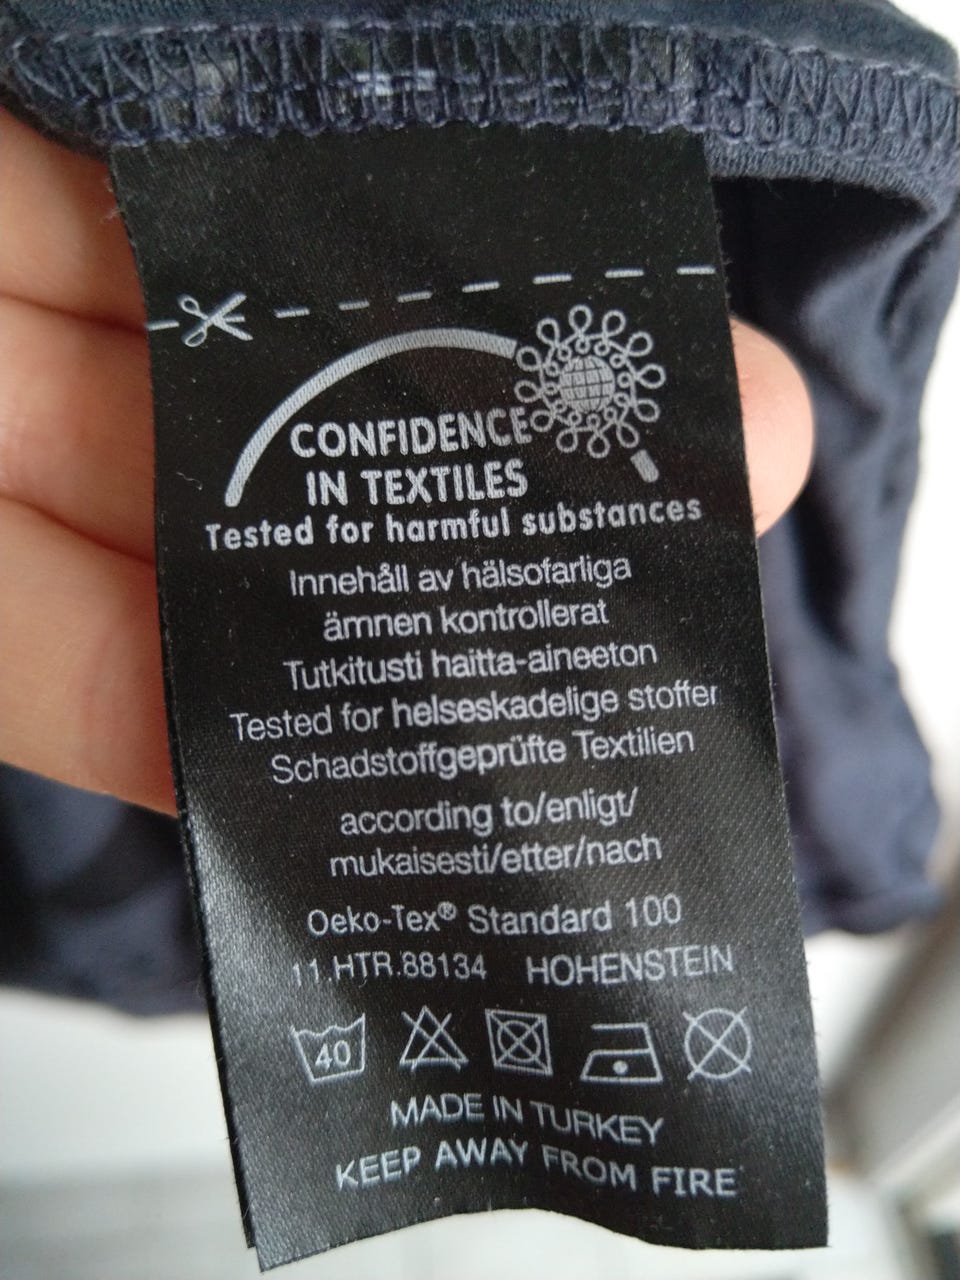 CONFIDENCE
IN TEXTILES
Tested for harmful substances
Innehåll av hälsofarliga
ämnen kontrollerat
Tutkitusti haitta-aineeton
Tested for helseskadelige stoffer
Schadstoffgeprüfte Textilien
according to/enligt/
mukaisesti/etter/nach
Oeko-Tex® Standard 100
11.HTR.88134 HOHENSTEIN
40
MADE IN TURKEY
KEEP AWAY FROM FIRE